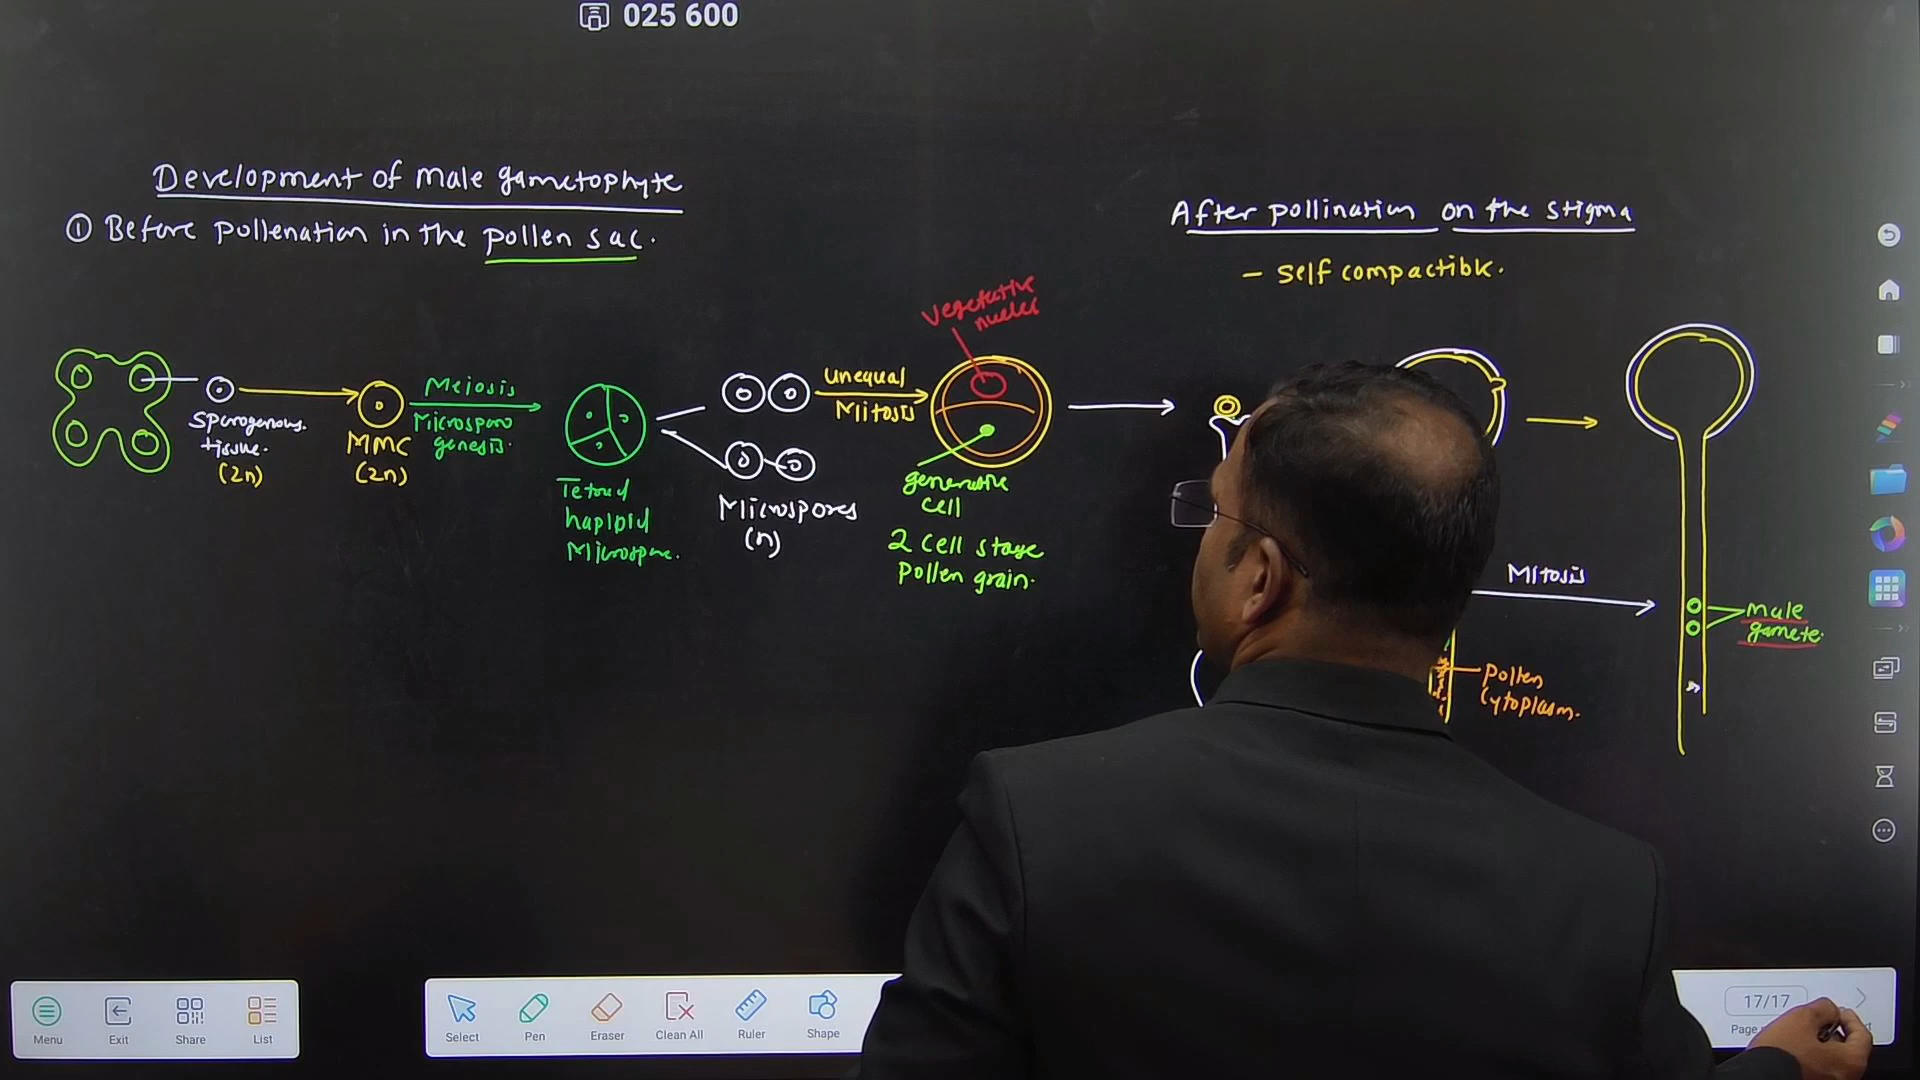 025 600
Development of male gametophyte
① Before pollenation in the pollen sac.
After pollination on the stigma
- self compactible.
Vegetative
nucles
Sporogenous
tissue.
(2n)
MMC
(2n)
Meiosis
Microsporo
genesis.
Tetrad
haploid
Microspore.
Microspores
(n)
unequal
Mitosis
generative
cell
2 cell stage
pollen grain.
Mitosis
male
gamete.
pollen
cytoplasm.
Menu
Exit
Share
List
Select
Pen
Eraser
Clean All
Ruler
Shape
17/17